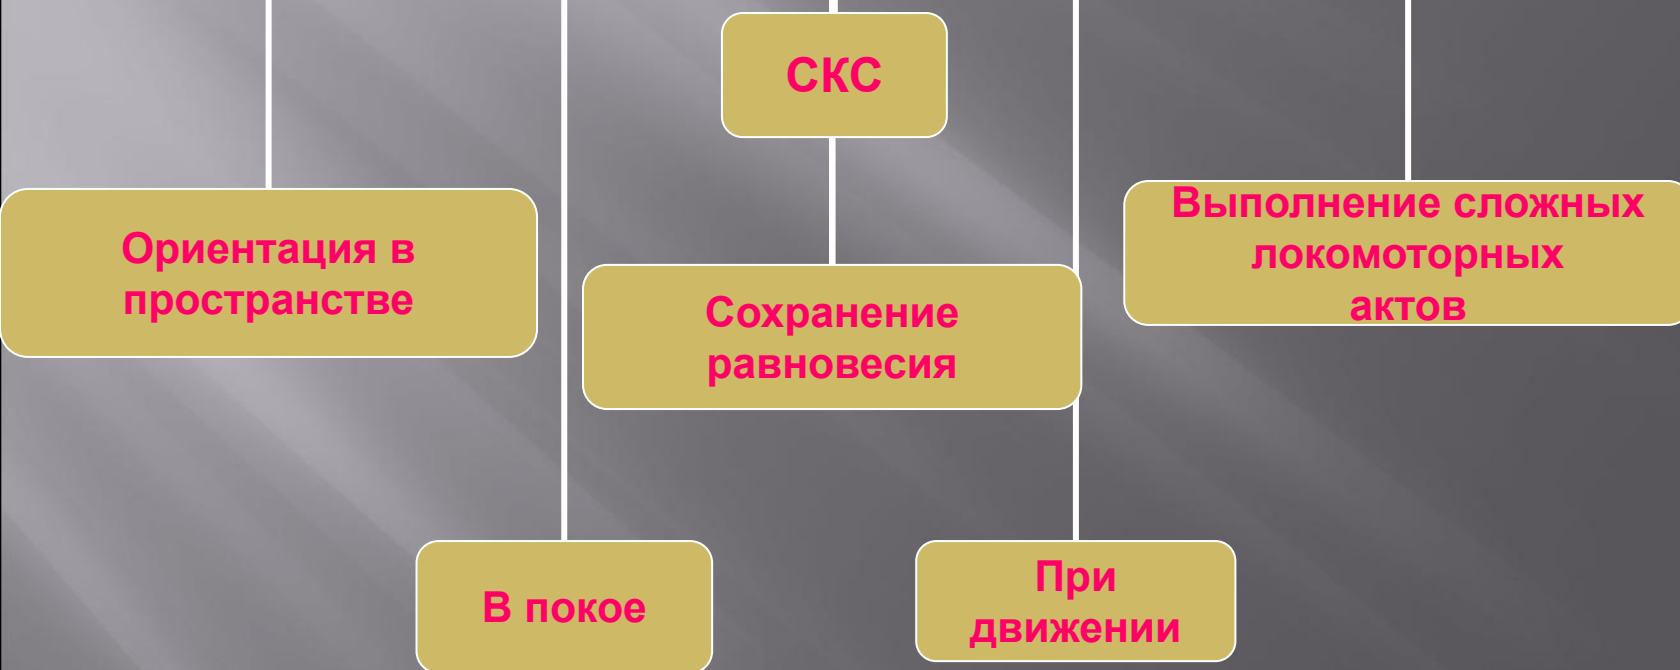 СКС
Ориентация в
пространстве
Сохранение
равновесия
Выполнение сложных
локомоторных
актов
В покое
При
движении